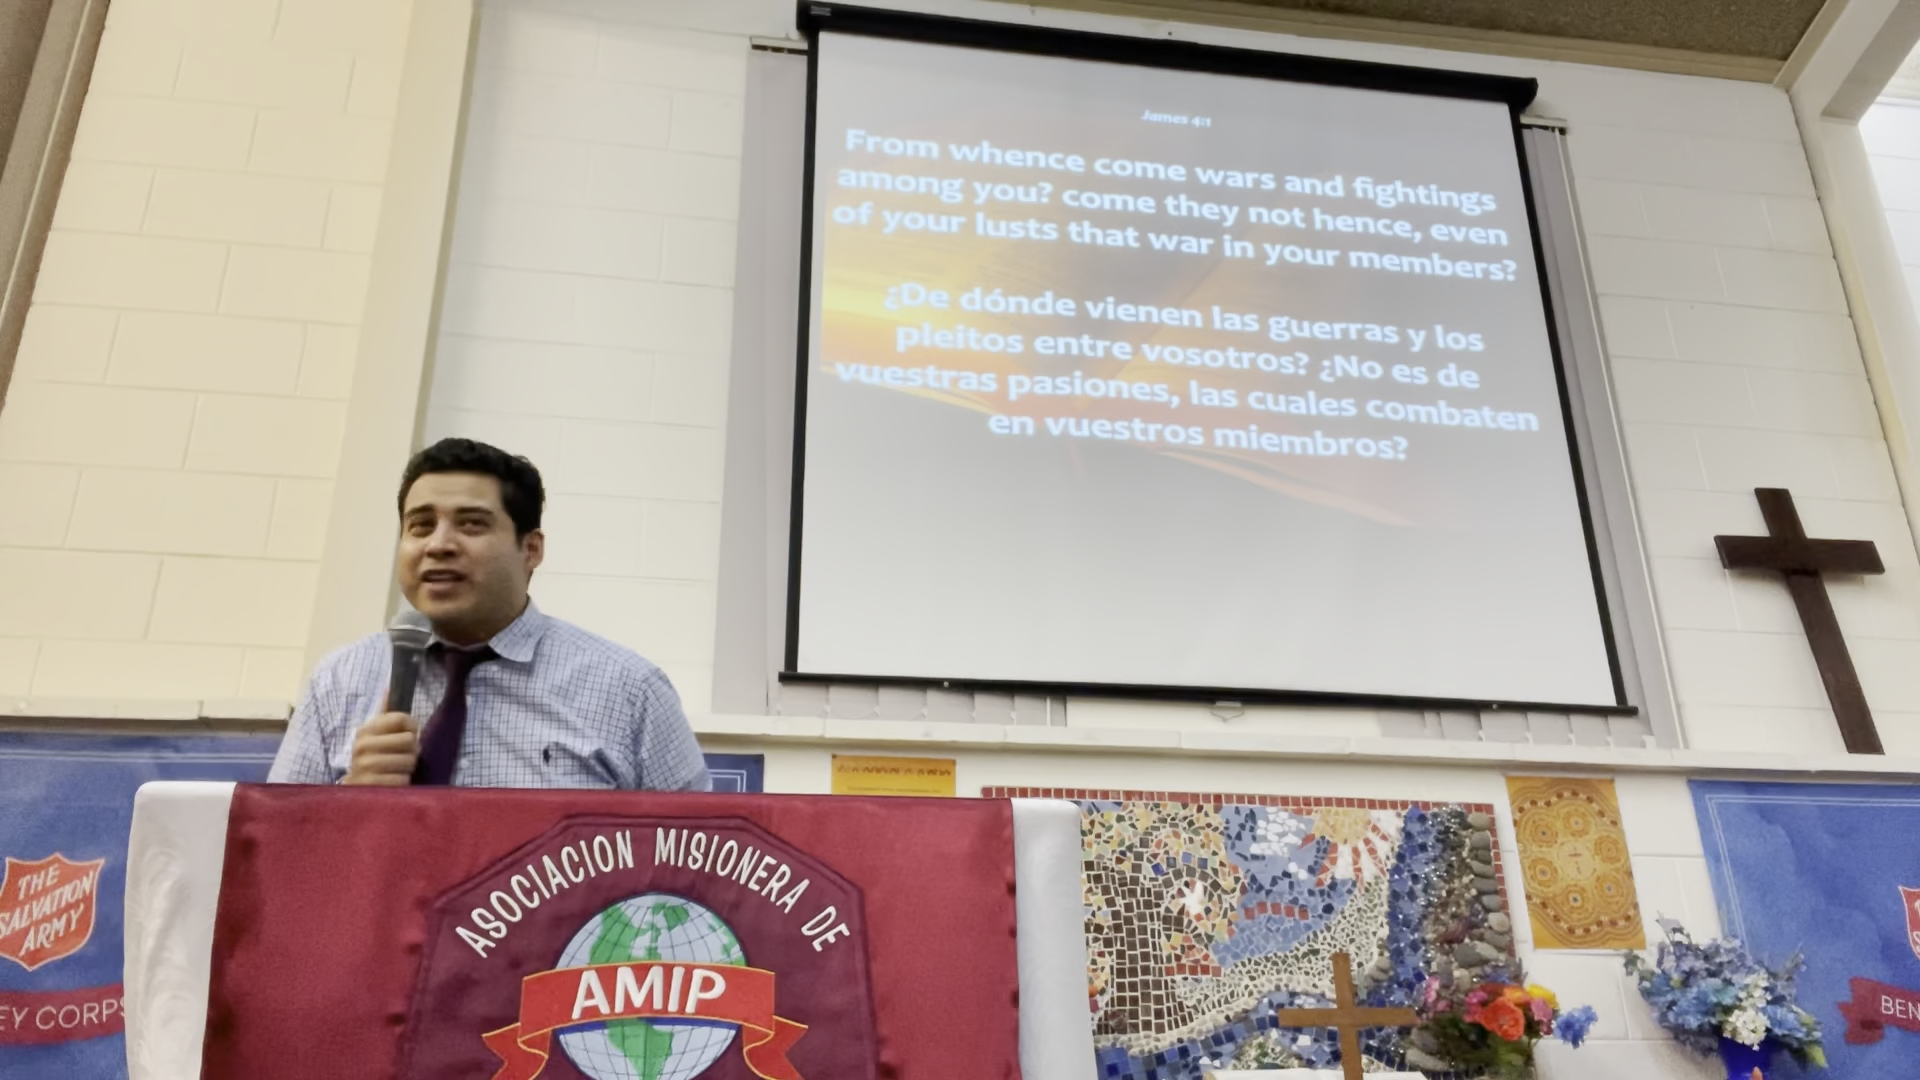 James 4:1
From whence come wars and fightings
among you? come they not hence, even
of your lusts that war in your members?
¿De dónde vienen las guerras y los
pleitos entre vosotros? ¿No es de
vuestras pasiones, las cuales combaten
en vuestros miembros?
ASOCIACION MISIONERA DE
AMIP
THE
SALVATION
ARMY
EY CORPS
BEN